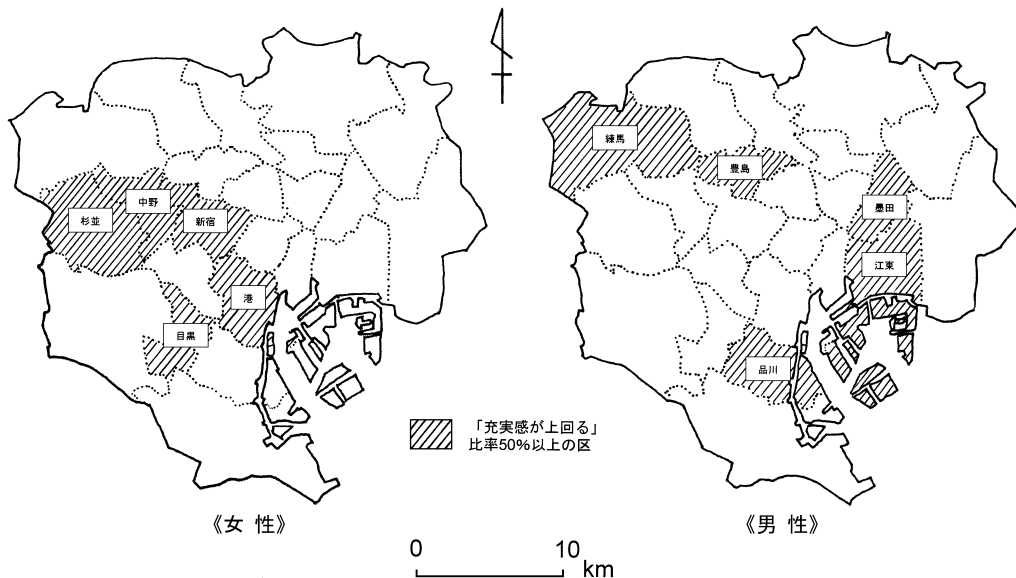 杉並
中野
新宿
港
目黒
《女 性》
練馬
豊島
墨田
江東
品川
《男 性》
「充実感が上回る」
比率50%以上の区
0
10
km